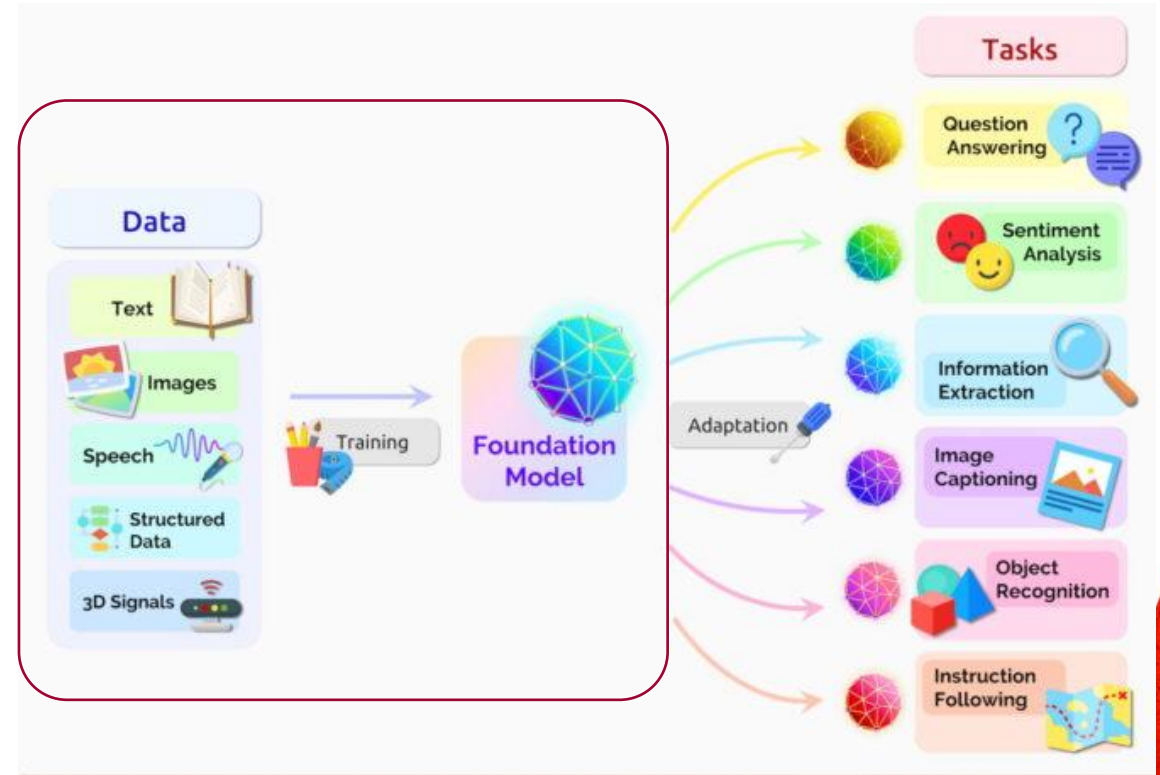 Data
Text
Images
Speech
Structured
Data
3D Signals
Training
Foundation
Model
Adaptation
Tasks
Question
Answering
?
Sentiment
Analysis
Information
Extraction
Image
Captioning
Object
Recognition
Instruction
Following